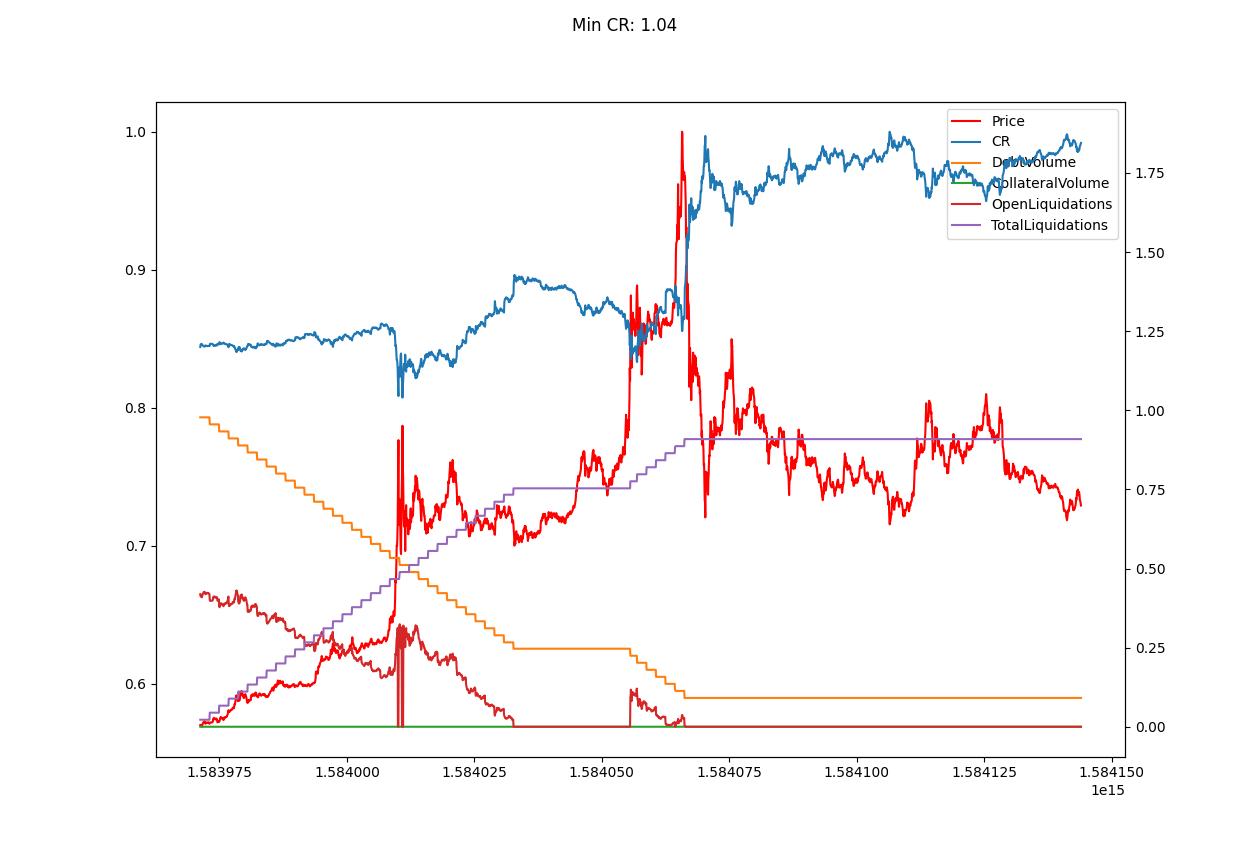 Min CR: 1.04
1.0
0.9
0.8
0.7
0.6
Price
CR
DebtVolume
CollateralVolume
OpenLiquidations
TotalLiquidations
1.75
1.50
1.25
1.00
0.75
0.50
0.25
0.00
1.583975 1.584000 1.584025 1.584050 1.584075 1.584100 1.584125 1.584150
1e15